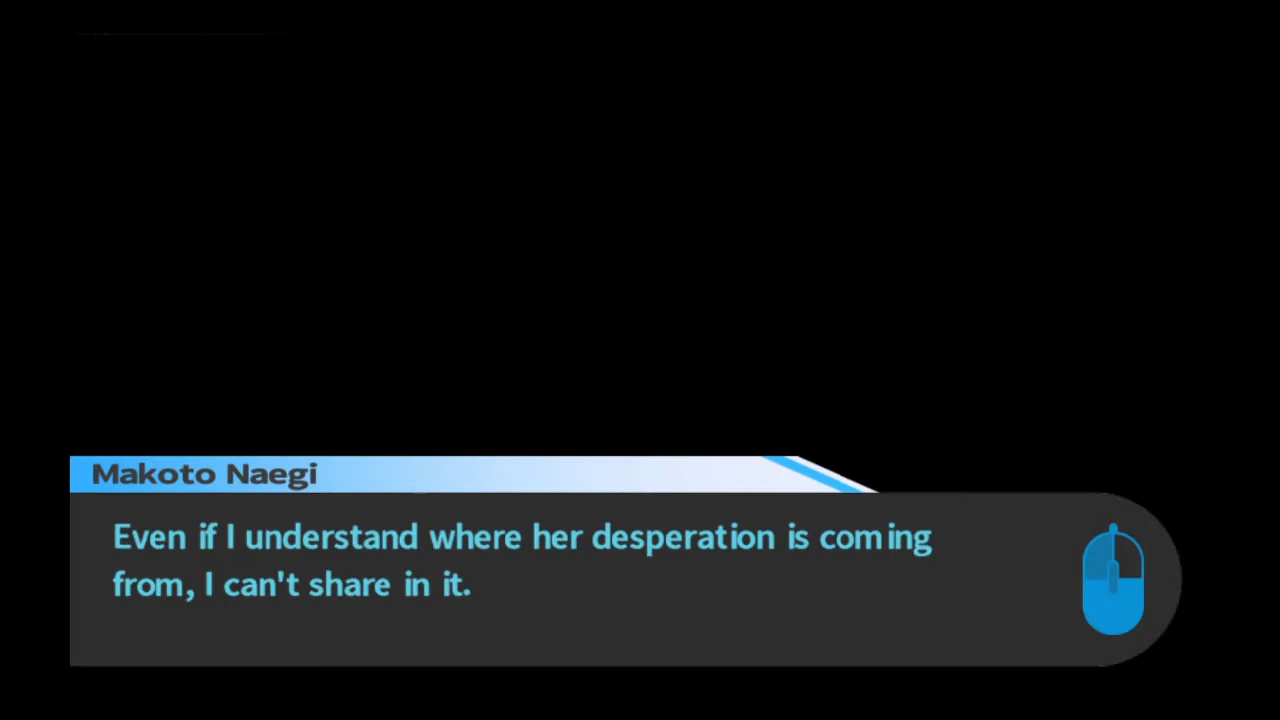 Makoto Naegi
Even if I understand where her desperation is coming
from, I can't share in it.